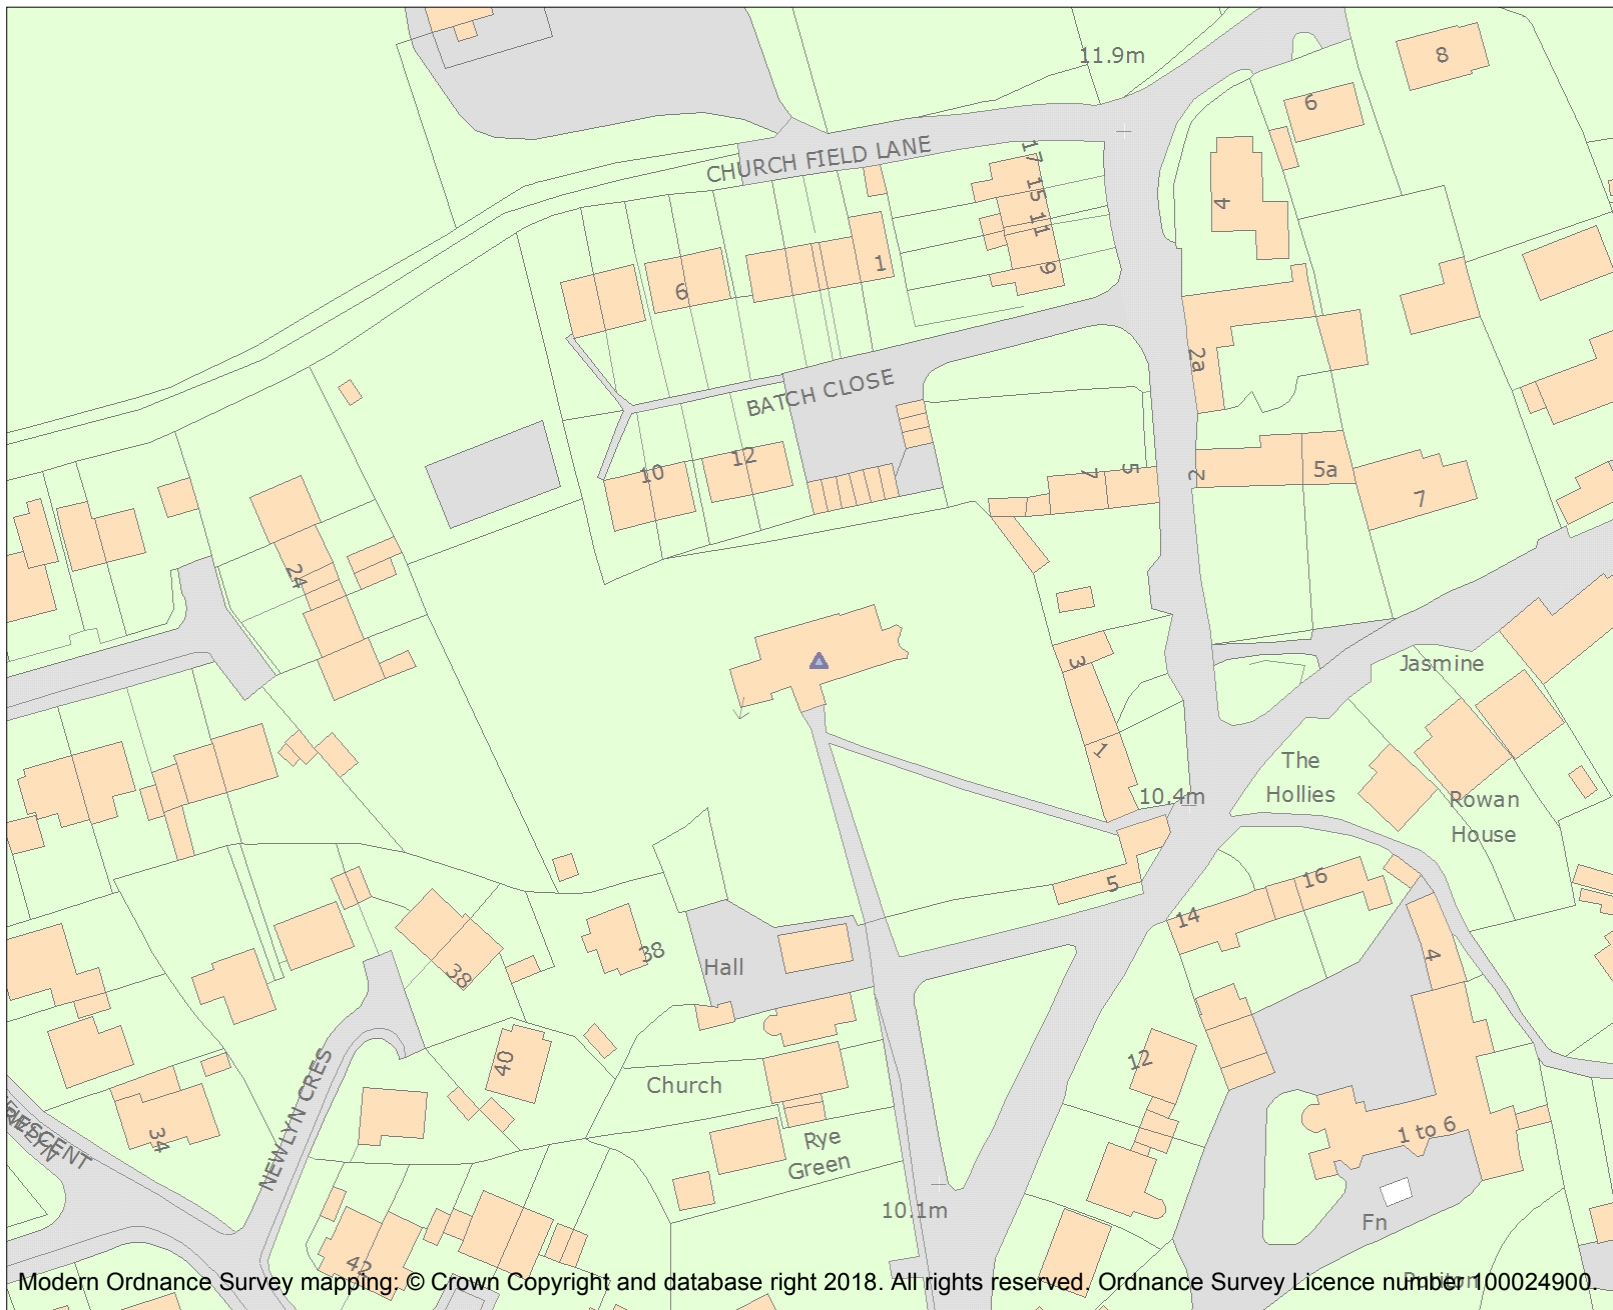 11.9m
8
6
CHURCH FIELD LANE
17
15
11
9
4
1
6
2a
BATCH CLOSE
10
12
7
5
2
5a
7
24
3
Jasmine
1
10.4m
The
Hollies
Rowan
House
5
14
16
38
38
Hall
4
40
12
Church
34
NEWLYN CRES
ESCENT
Rye
Green
1 to 6
10.1m
Fn
42
Modern Ordnance Survey mapping: © Crown Copyright and database right 2018. All rights reserved. Ordnance Survey Licence number 100024900.